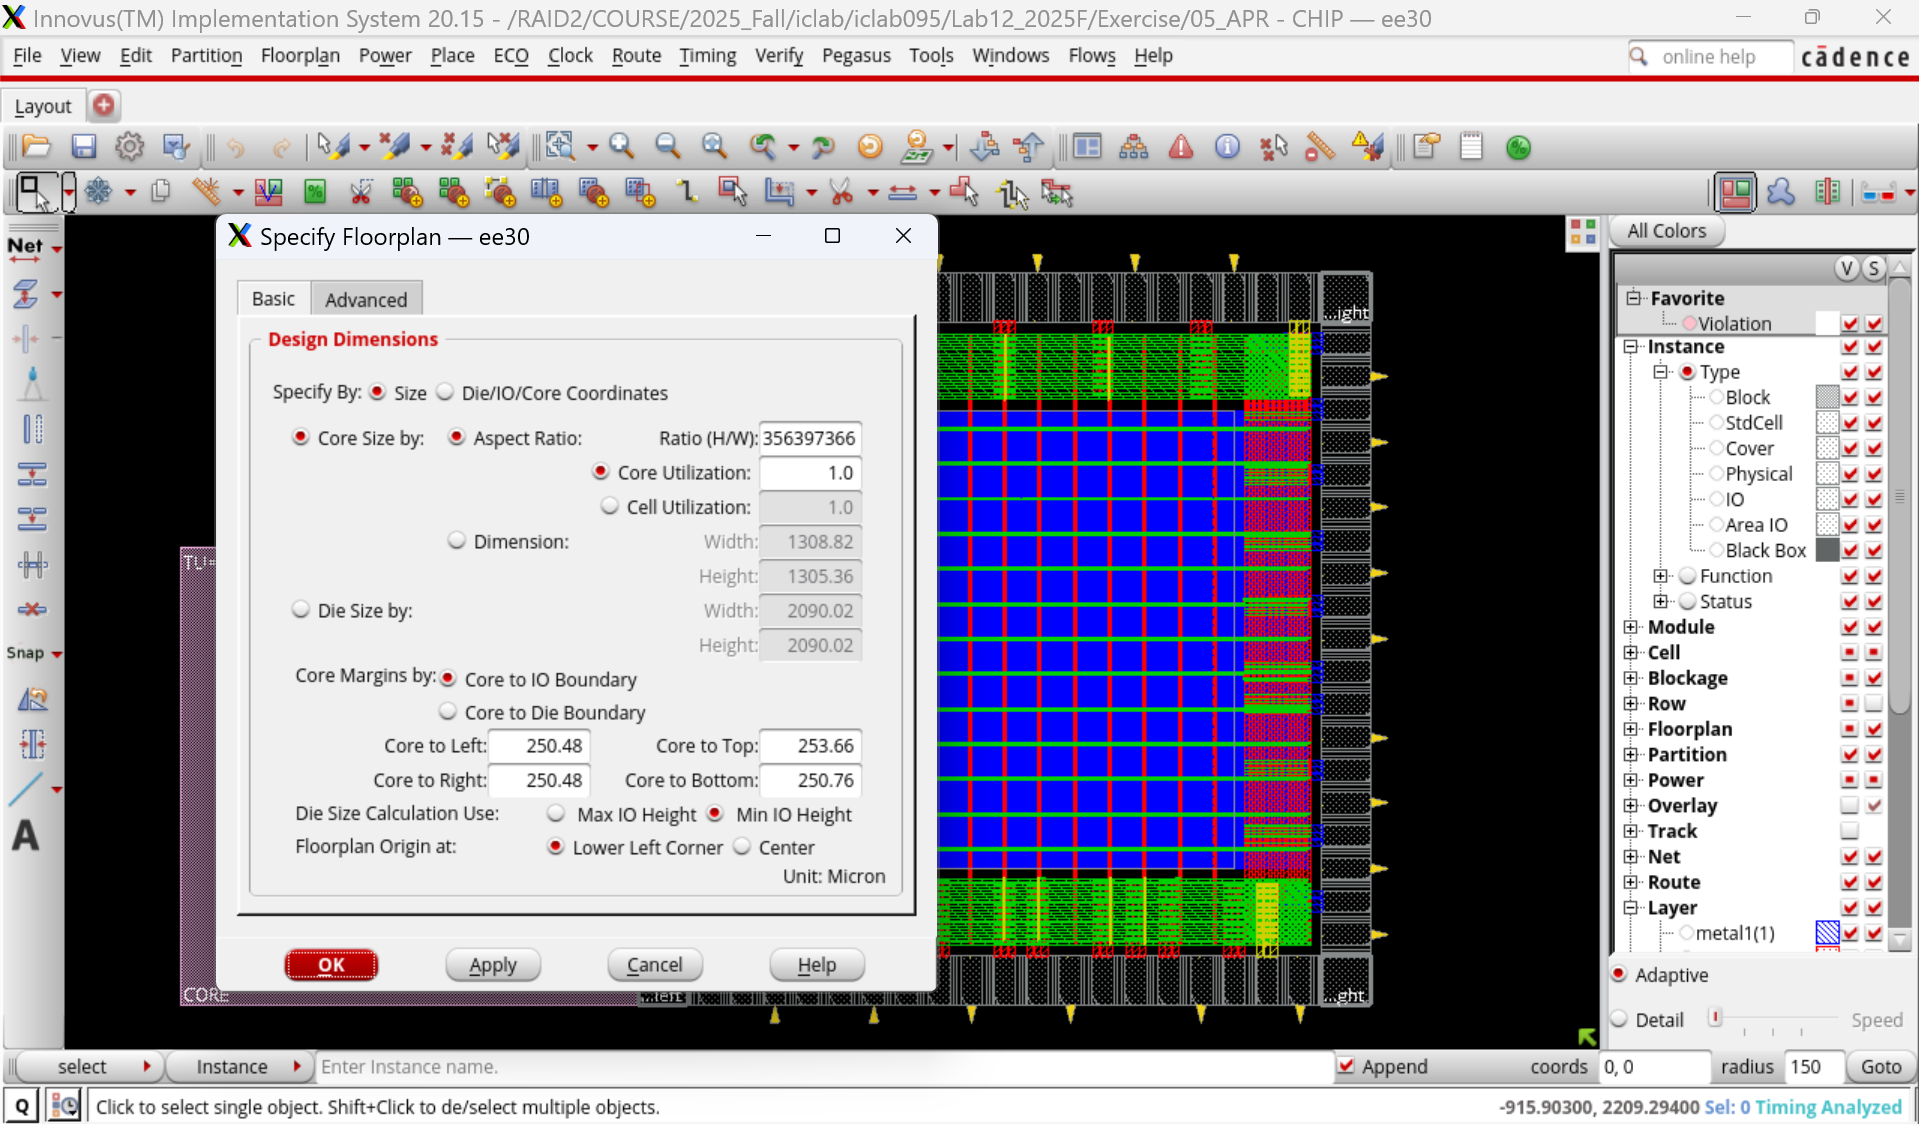 Innovus(TM) Implementation System 20.15 - /RAID2/COURSE/2025_Fall/iclab/iclab095/Lab12_2025F/Exercise/05_APR - CHIP — ee30
File View Edit Partition Floorplan Power Place ECO Clock Route Timing Verify Pegasus Tools Windows Flows Help
online help
cādence
Layout
Net
Snap
A
Specify Floorplan — ee30
Basic Advanced
Design Dimensions
Specify By: Size Die/IO/Core Coordinates
Core Size by: Aspect Ratio: Ratio (H/W): 356397366
Core Utilization: 1.0
Cell Utilization: 1.0
Dimension: Width: 1308.82
Height: 1305.36
Die Size by: Width: 2090.02
Height: 2090.02
Core Margins by: Core to IO Boundary
Core to Die Boundary
Core to Left: 250.48 Core to Top: 253.66
Core to Right: 250.48 Core to Bottom: 250.76
Die Size Calculation Use: Max IO Height Min IO Height
Floorplan Origin at: Lower Left Corner Center
Unit: Micron
OK Apply Cancel Help
CORE
...left
...ight
...ght
All Colors
V S
Favorite
Violation
Instance
Type
Block
StdCell
Cover
Physical
IO
Area IO
Black Box
Function
Status
Module
Cell
Blockage
Row
Floorplan
Partition
Power
Overlay
Track
Net
Route
Layer
metal1(1)
Adaptive
Detail Speed
select Instance Enter Instance name. Append coords 0, 0 radius 150 Goto
Q Click to select single object. Shift+Click to de/select multiple objects. -915.90300, 2209.29400 Sel: 0 Timing Analyzed